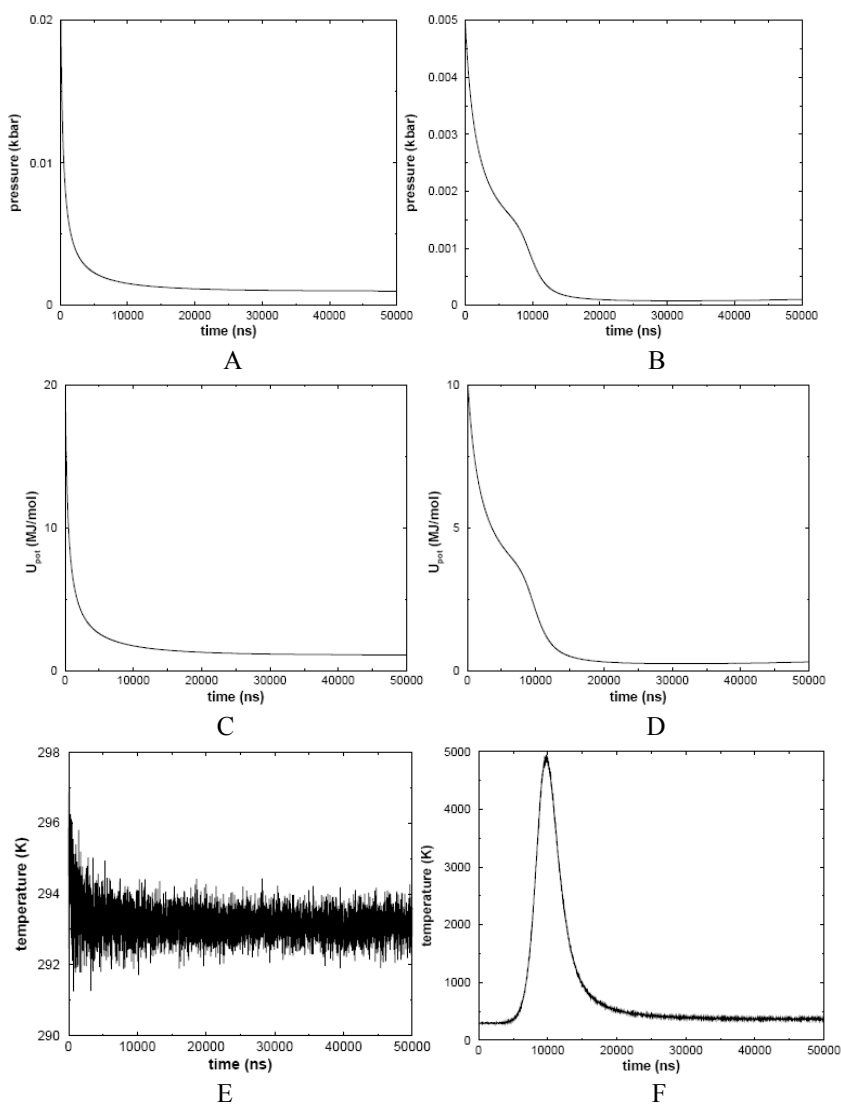 0.02
0.01
0
pressure (kbar)
0 10000 20000 30000 40000 50000
time (ns)
A
0.005
0.004
0.003
0.002
0.001
0
pressure (kbar)
0 10000 20000 30000 40000 50000
time (ns)
B
20
10
0
U_pot (MJ/mol)
0 10000 20000 30000 40000 50000
time (ns)
C
10
5
0
U_pot (MJ/mol)
0 10000 20000 30000 40000 50000
time (ns)
D
298
296
294
292
290
temperature (K)
0 10000 20000 30000 40000 50000
time (ns)
E
5000
4000
3000
2000
1000
0
temperature (K)
0 10000 20000 30000 40000 50000
time (ns)
F